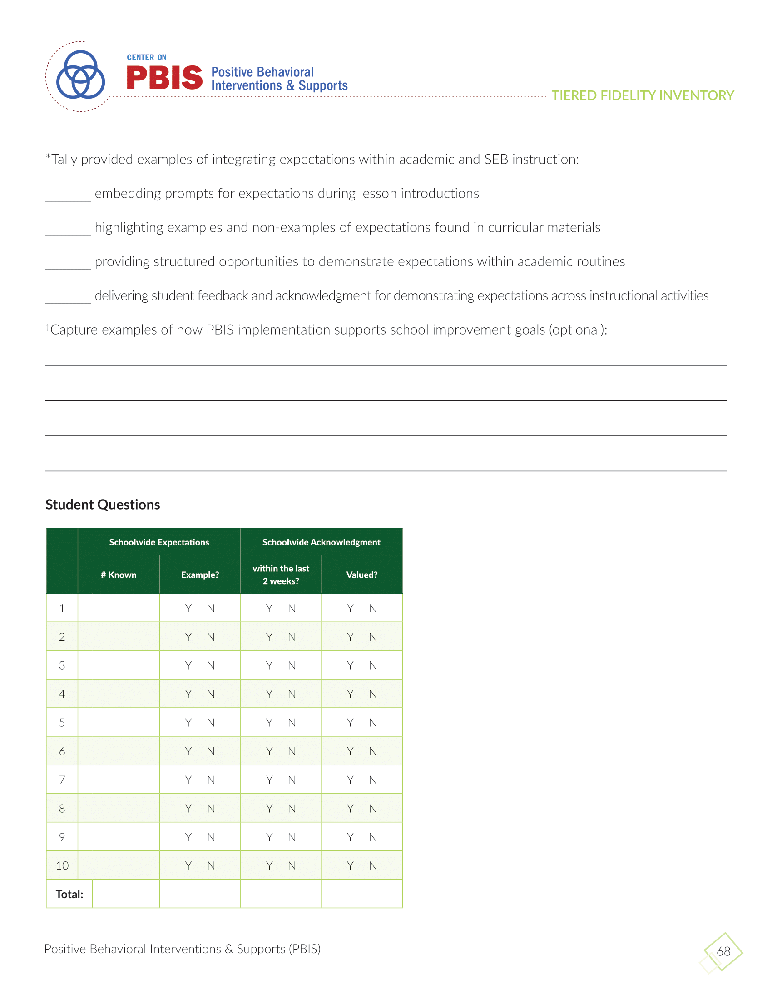 CENTER ON
PBIS Positive Behavioral
Interventions & Supports
TIERED FIDELITY INVENTORY
*Tally provided examples of integrating expectations within academic and SEB instruction:
_______ embedding prompts for expectations during lesson introductions
_______ highlighting examples and non-examples of expectations found in curricular materials
_______ providing structured opportunities to demonstrate expectations within academic routines
_______ delivering student feedback and acknowledgment for demonstrating expectations across instructional activities
†Capture examples of how PBIS implementation supports school improvement goals (optional):
Student Questions
Schoolwide Expectations Schoolwide Acknowledgment
# Known Example? within the last 2 weeks? Valued?
1 Y N Y N Y N
2 Y N Y N Y N
3 Y N Y N Y N
4 Y N Y N Y N
5 Y N Y N Y N
6 Y N Y N Y N
7 Y N Y N Y N
8 Y N Y N Y N
9 Y N Y N Y N
10 Y N Y N Y N
Total:
Positive Behavioral Interventions & Supports (PBIS)
68